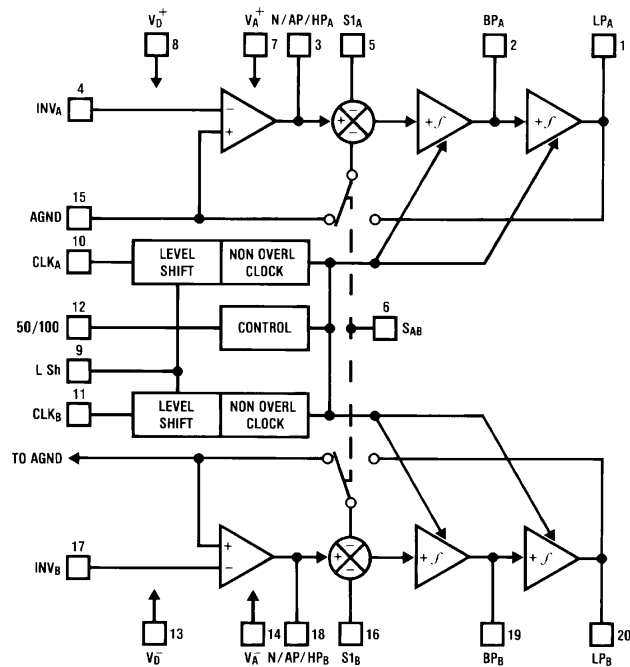 V_D^+ V_A^+ N/AP/HP_A S1_A BP_A LP_A
8 7 3 5 2 1
4
INV_A
−
+
+ − −
+∫ +∫
15
AGND
10
CLK_A
LEVEL SHIFT
NON OVERL CLOCK
12
50/100
CONTROL
6
S_AB
9
L Sh
11
CLK_B
LEVEL SHIFT
NON OVERL CLOCK
TO AGND
+
−
+ − −
+∫ +∫
17
INV_B
13 14 18 16 19 20
V_D^- V_A^- N/AP/HP_B S1_B BP_B LP_B